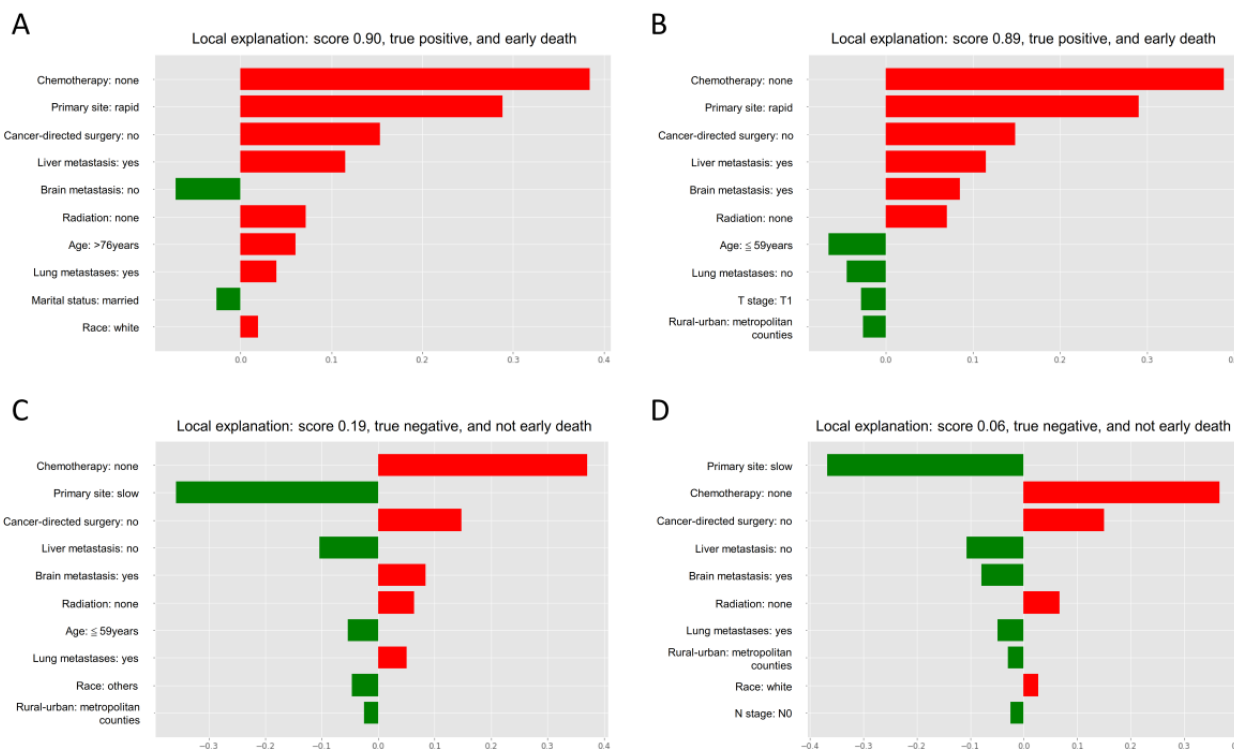 A
Local explanation: score 0.90, true positive, and early death
Chemotherapy: none
Primary site: rapid
Cancer-directed surgery: no
Liver metastasis: yes
Brain metastasis: no
Radiation: none
Age: >76years
Lung metastases: yes
Marital status: married
Race: white
0.0 0.1 0.2 0.3 0.4
B
Local explanation: score 0.89, true positive, and early death
Chemotherapy: none
Primary site: rapid
Cancer-directed surgery: no
Liver metastasis: yes
Brain metastasis: yes
Radiation: none
Age: ≦ 59years
Lung metastases: no
T stage: T1
Rural-urban: metropolitan
counties
0.0 0.1 0.2 0.3
C
Local explanation: score 0.19, true negative, and not early death
Chemotherapy: none
Primary site: slow
Cancer-directed surgery: no
Liver metastasis: no
Brain metastasis: yes
Radiation: none
Age: ≦ 59years
Lung metastases: yes
Race: others
Rural-urban: metropolitan
counties
−0.3 −0.2 −0.1 0.0 0.1 0.2 0.3 0.4
D
Local explanation: score 0.06, true negative, and not early death
Primary site: slow
Chemotherapy: none
Cancer-directed surgery: no
Liver metastasis: no
Brain metastasis: yes
Radiation: none
Lung metastases: yes
Rural-urban: metropolitan
counties
Race: white
N stage: N0
−0.4 −0.3 −0.2 −0.1 0.0 0.1 0.2 0.3